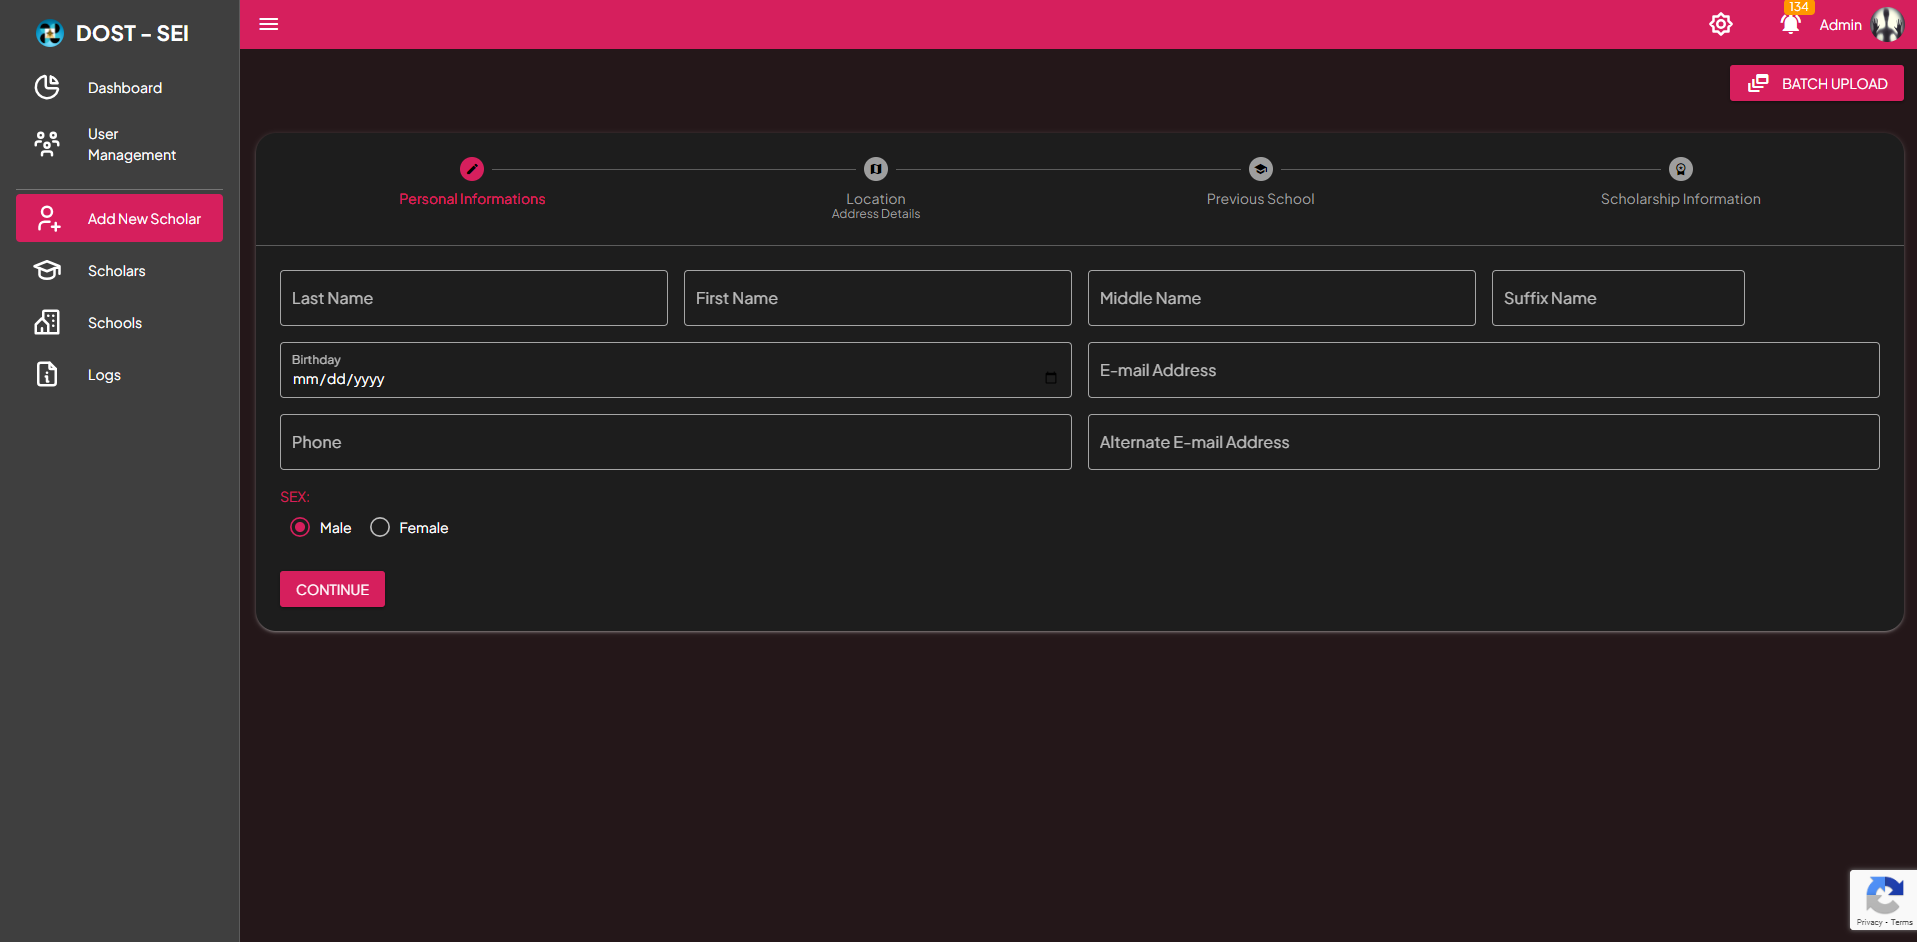 DOST - SEI
Dashboard
User
Management
Add New Scholar
Scholars
Schools
Logs
134
Admin
BATCH UPLOAD
Personal Informations
Location
Address Details
Previous School
Scholarship Information
Last Name
First Name
Middle Name
Suffix Name
Birthday
mm/dd/yyyy
E-mail Address
Phone
Alternate E-mail Address
SEX:
Male
Female
CONTINUE
Privacy - Terms